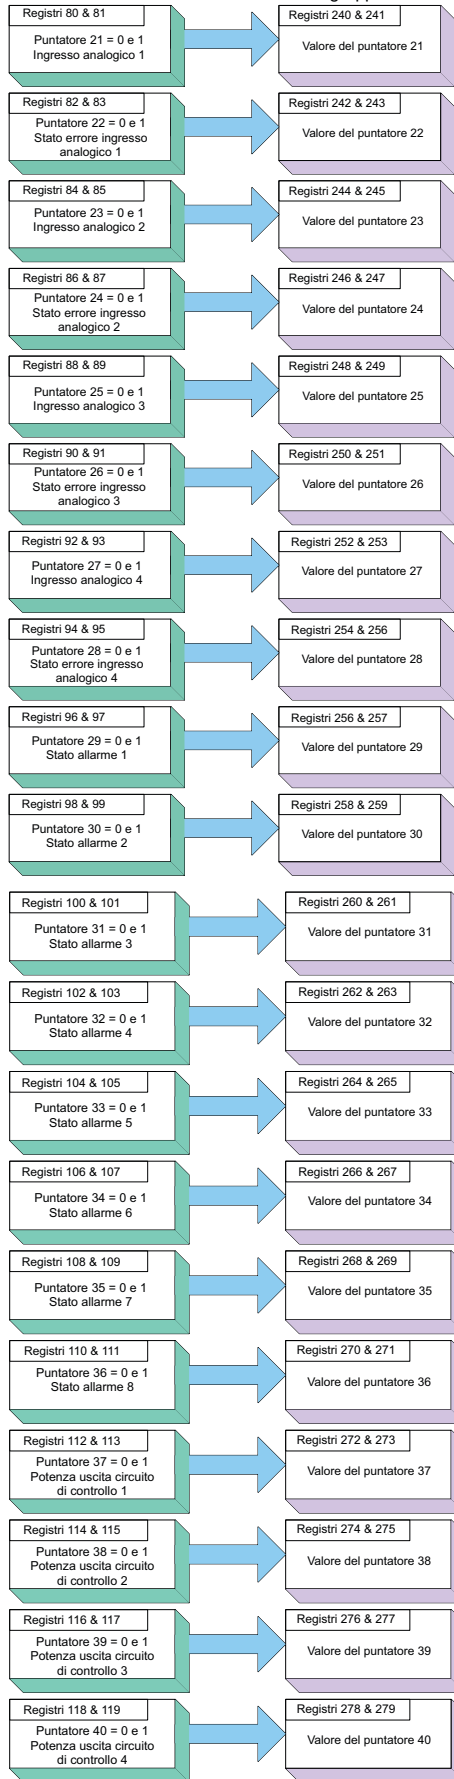 Registri 80 & 81
Puntatore 21 = 0 e 1
Ingresso analogico 1
Registri 240 & 241
Valore del puntatore 21
Registri 82 & 83
Puntatore 22 = 0 e 1
Stato errore ingresso
analogico 1
Registri 242 & 243
Valore del puntatore 22
Registri 84 & 85
Puntatore 23 = 0 e 1
Ingresso analogico 2
Registri 244 & 245
Valore del puntatore 23
Registri 86 & 87
Puntatore 24 = 0 e 1
Stato errore ingresso
analogico 2
Registri 246 & 247
Valore del puntatore 24
Registri 88 & 89
Puntatore 25 = 0 e 1
Ingresso analogico 3
Registri 248 & 249
Valore del puntatore 25
Registri 90 & 91
Puntatore 26 = 0 e 1
Stato errore ingresso
analogico 3
Registri 250 & 251
Valore del puntatore 26
Registri 92 & 93
Puntatore 27 = 0 e 1
Ingresso analogico 4
Registri 252 & 253
Valore del puntatore 27
Registri 94 & 95
Puntatore 28 = 0 e 1
Stato errore ingresso
analogico 4
Registri 254 & 256
Valore del puntatore 28
Registri 96 & 97
Puntatore 29 = 0 e 1
Stato allarme 1
Registri 256 & 257
Valore del puntatore 29
Registri 98 & 99
Puntatore 30 = 0 e 1
Stato allarme 2
Registri 258 & 259
Valore del puntatore 30
Registri 100 & 101
Puntatore 31 = 0 e 1
Stato allarme 3
Registri 260 & 261
Valore del puntatore 31
Registri 102 & 103
Puntatore 32 = 0 e 1
Stato allarme 4
Registri 262 & 263
Valore del puntatore 32
Registri 104 & 105
Puntatore 33 = 0 e 1
Stato allarme 5
Registri 264 & 265
Valore del puntatore 33
Registri 106 & 107
Puntatore 34 = 0 e 1
Stato allarme 6
Registri 266 & 267
Valore del puntatore 34
Registri 108 & 109
Puntatore 35 = 0 e 1
Stato allarme 7
Registri 268 & 269
Valore del puntatore 35
Registri 110 & 111
Puntatore 36 = 0 e 1
Stato allarme 8
Registri 270 & 271
Valore del puntatore 36
Registri 112 & 113
Puntatore 37 = 0 e 1
Potenza uscita circuito
di controllo 1
Registri 272 & 273
Valore del puntatore 37
Registri 114 & 115
Puntatore 38 = 0 e 1
Potenza uscita circuito
di controllo 2
Registri 274 & 275
Valore del puntatore 38
Registri 116 & 117
Puntatore 39 = 0 e 1
Potenza uscita circuito
di controllo 3
Registri 276 & 277
Valore del puntatore 39
Registri 118 & 119
Puntatore 40 = 0 e 1
Potenza uscita circuito
di controllo 4
Registri 278 & 279
Valore del puntatore 40